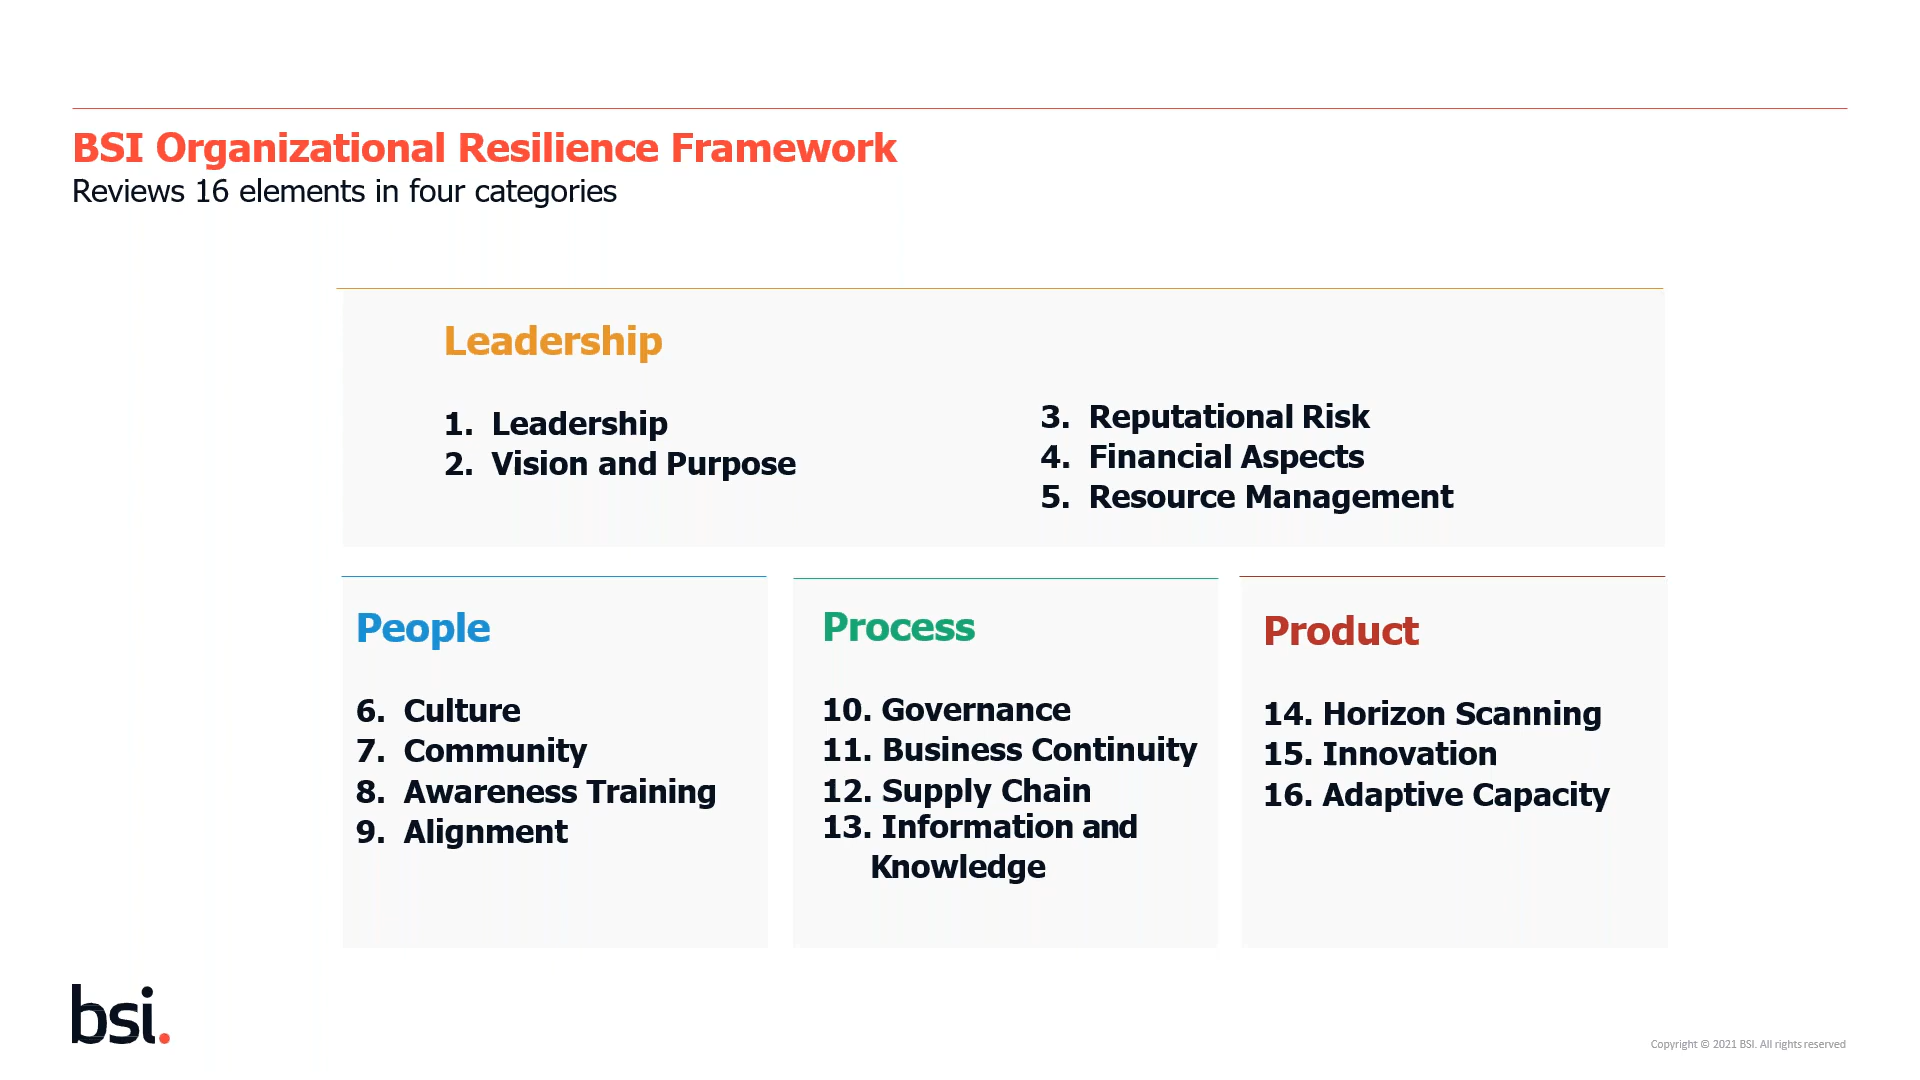 BSI Organizational Resilience Framework
Reviews 16 elements in four categories
Leadership
1. Leadership
2. Vision and Purpose
3. Reputational Risk
4. Financial Aspects
5. Resource Management
People
6. Culture
7. Community
8. Awareness Training
9. Alignment
Process
10. Governance
11. Business Continuity
12. Supply Chain
13. Information and
Knowledge
Product
14. Horizon Scanning
15. Innovation
16. Adaptive Capacity
bsi.
Copyright © 2021 BSI. All rights reserved